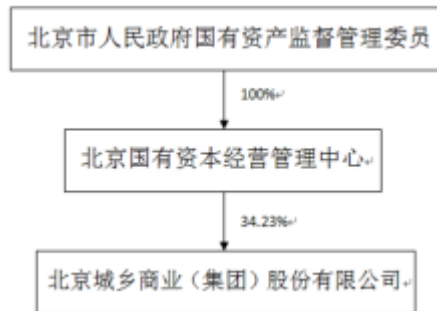 北京市人民政府国有资产监督管理委员
100%
北京国有资本经营管理中心
34.23%
北京城乡商业（集团）股份有限公司